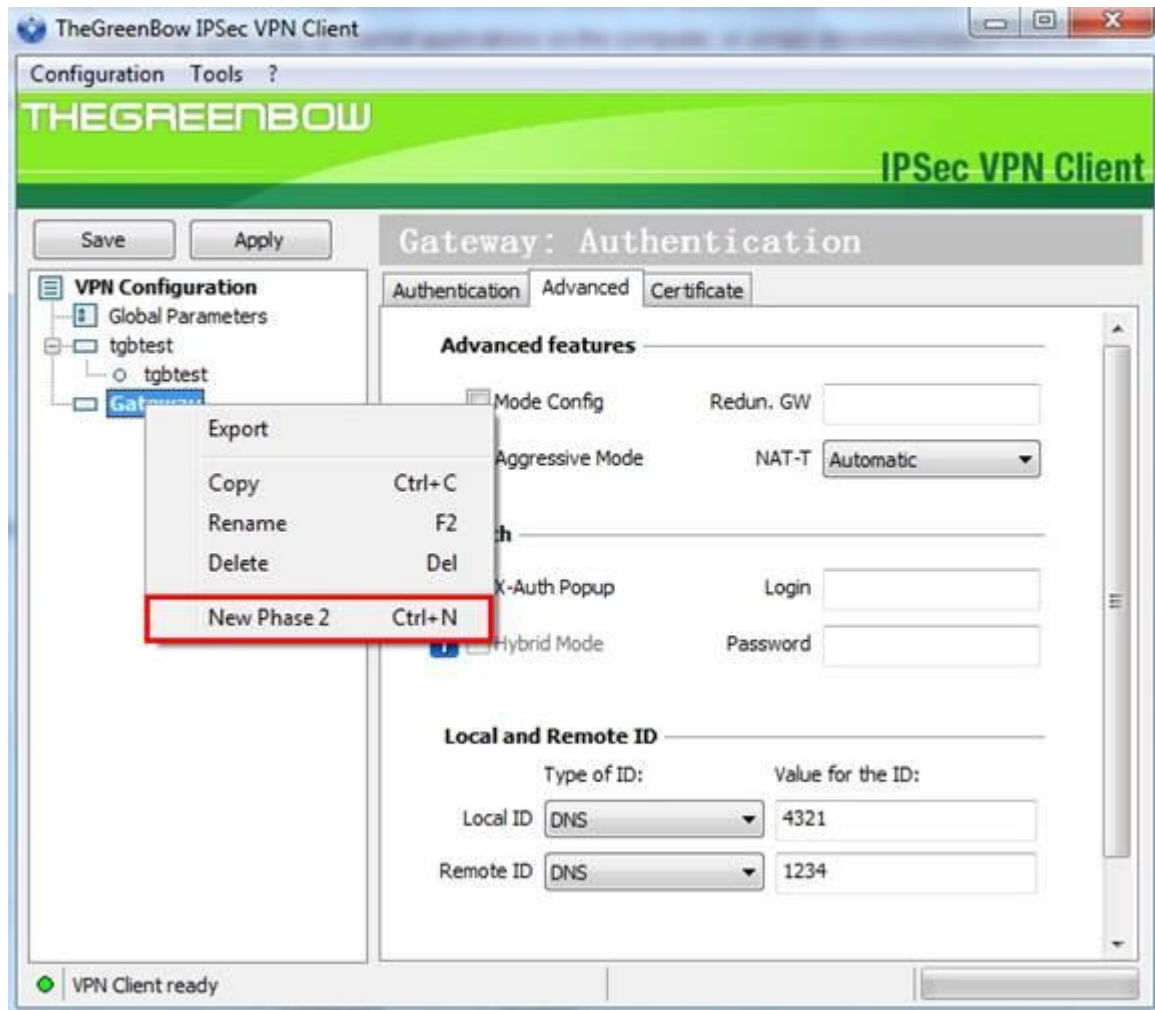 TheGreenBow IPSec VPN Client
Configuration Tools ?
THEGREENBOW
IPSec VPN Client
Save Apply
Gateway: Authentication
VPN Configuration
Global Parameters
tgbtest
tgbtest
Gateway
Authentication Advanced Certificate
Export
Copy Ctrl+C
Rename F2
Delete Del
New Phase 2 Ctrl+N
Advanced features
Mode Config Redun. GW
Aggressive Mode NAT-T Automatic
X-Auth Popup Login
Hybrid Mode Password
Local and Remote ID
Type of ID: Value for the ID:
Local ID DNS 4321
Remote ID DNS 1234
VPN Client ready